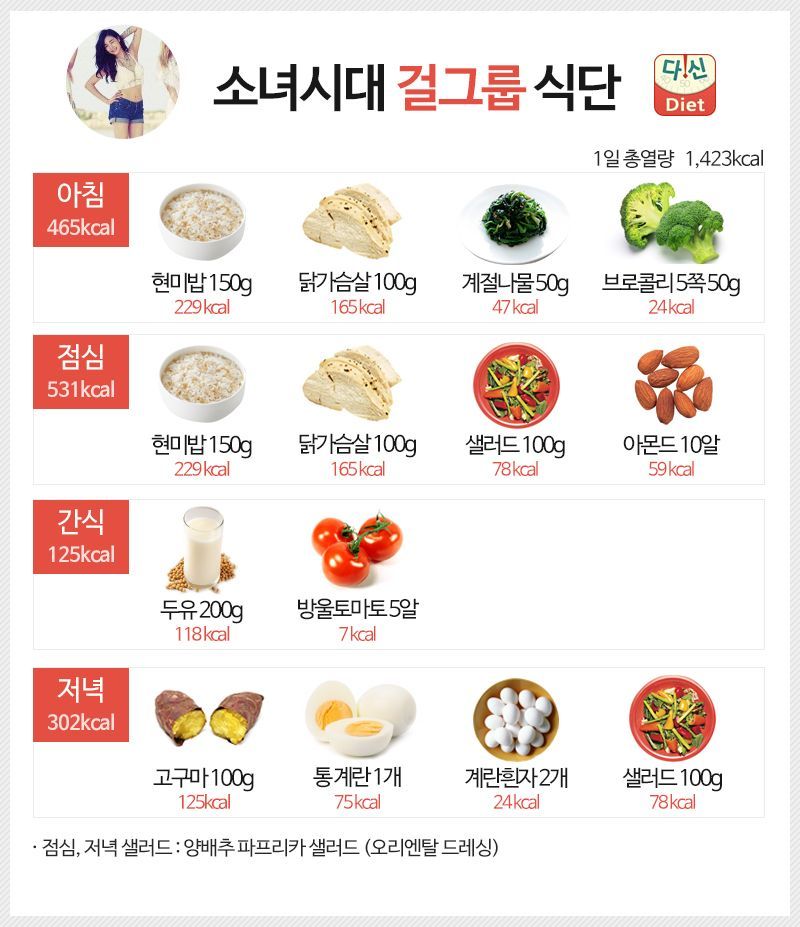 소녀시대 걸그룹 식단
다신
Diet
1일 총열량 1,423kcal
아침
465kcal
현미밥 150g
229kcal
닭가슴살 100g
165kcal
계절나물 50g
47kcal
브로콜리 5쪽 50g
24kcal
점심
531kcal
현미밥 150g
229kcal
닭가슴살 100g
165kcal
샐러드 100g
78kcal
아몬드 10알
59kcal
간식
125kcal
두유 200g
118kcal
방울토마토 5알
7kcal
저녁
302kcal
고구마 100g
125kcal
통계란 1개
75kcal
계란흰자 2개
24kcal
샐러드 100g
78kcal
· 점심, 저녁 샐러드 : 양배추 파프리카 샐러드 (오리엔탈 드레싱)